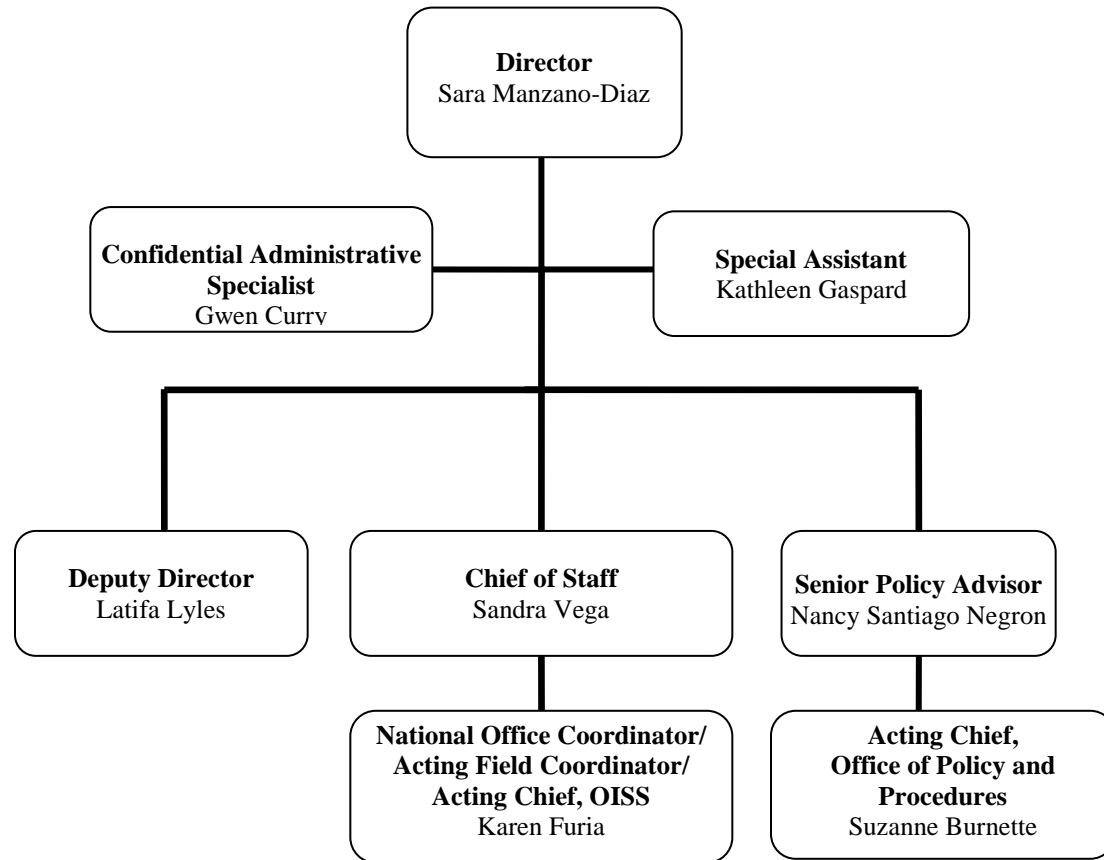 Director
Sara Manzano-Diaz
Confidential Administrative
Specialist
Gwen Curry
Special Assistant
Kathleen Gaspard
Deputy Director
Latifa Lyles
Chief of Staff
Sandra Vega
Senior Policy Advisor
Nancy Santiago Negron
National Office Coordinator/
Acting Field Coordinator/
Acting Chief, OISS
Karen Furia
Acting Chief,
Office of Policy and
Procedures
Suzanne Burnette